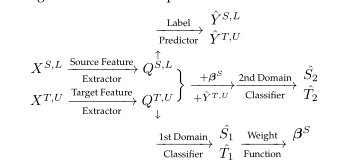 Label
Predictor
Ŷ^{S,L}
Ŷ^{T,U}
↑
X^{S,L} Source Feature Extractor → Q^{S,L}
X^{T,U} Target Feature Extractor → Q^{T,U}
} +β^S +Ŷ^{T,U} → 2nd Domain Classifier → Ŝ_2 T̂_2
↓
1st Domain Classifier → Ŝ_1 T̂_1 Weight Function → β^S